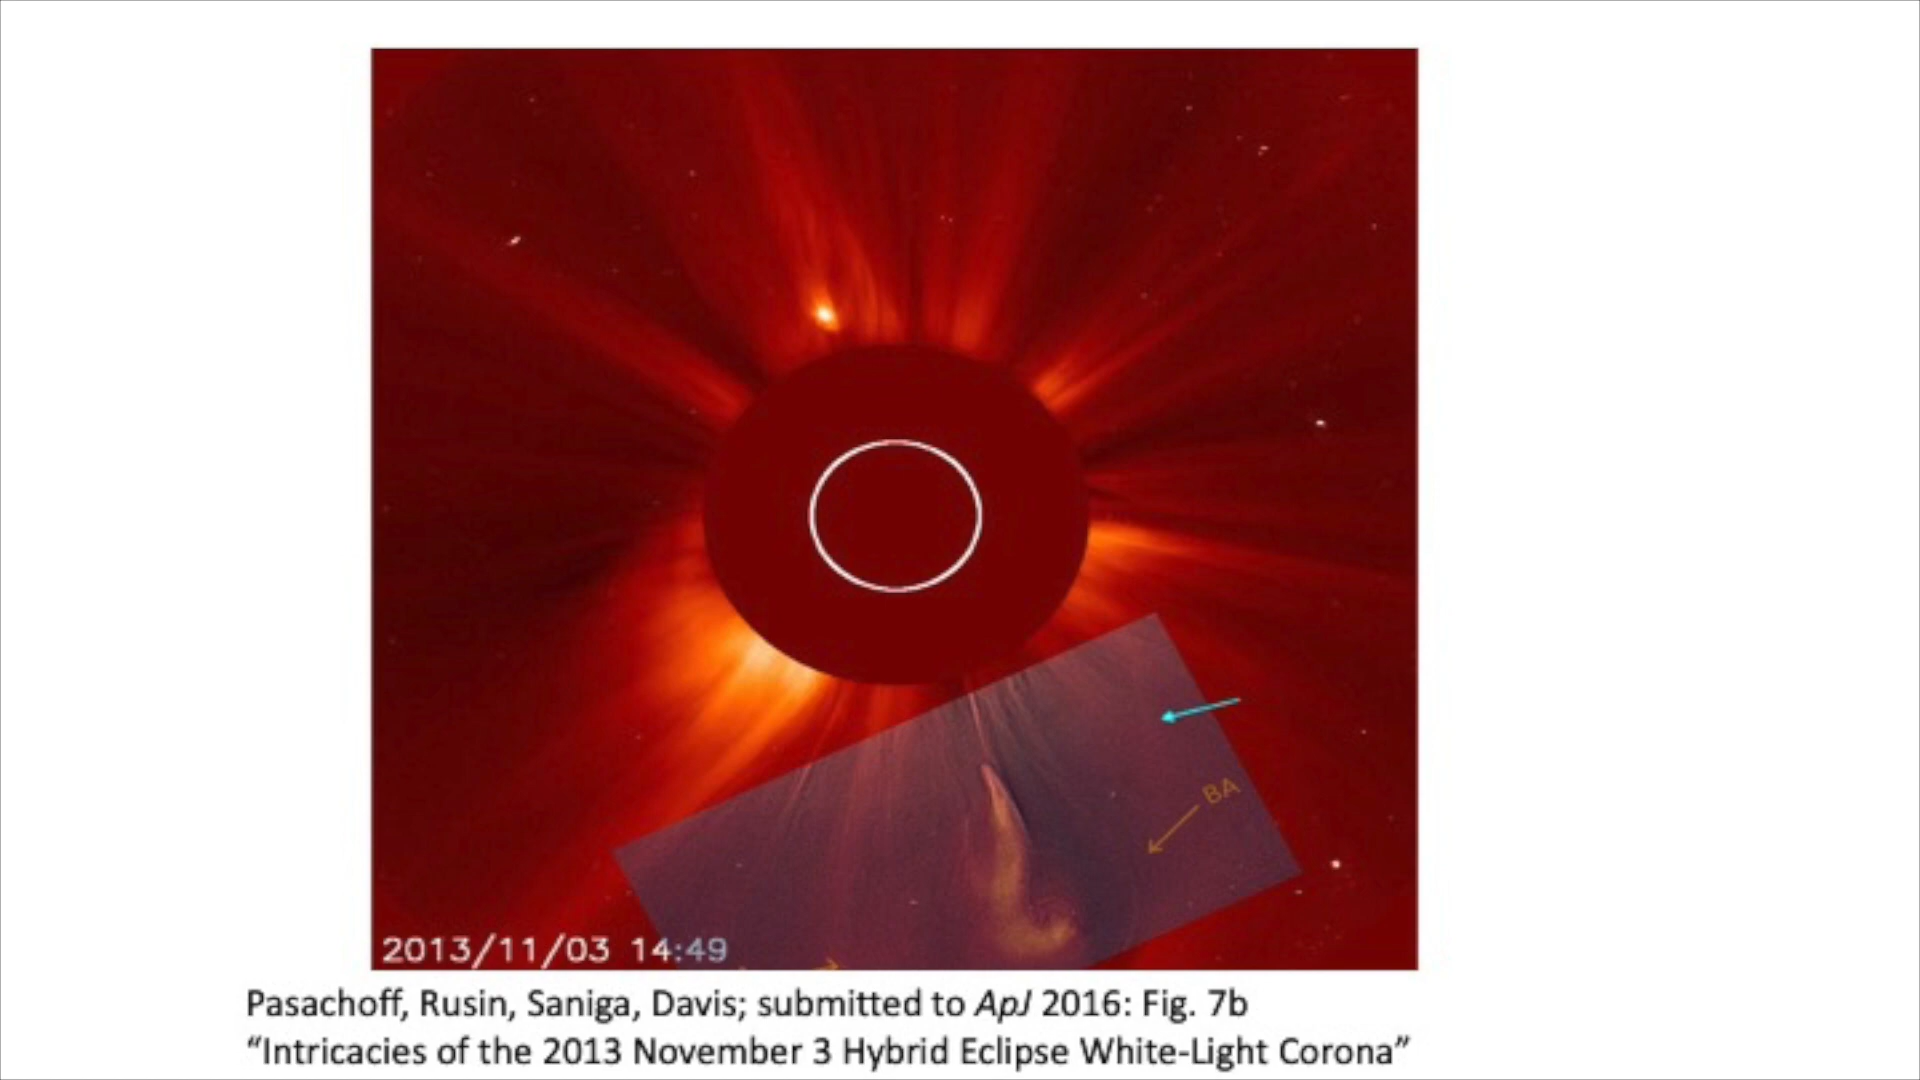 BA
2013/11/03 14:49
Pasachoff, Rusin, Saniga, Davis; submitted to ApJ 2016: Fig. 7b
“Intricacies of the 2013 November 3 Hybrid Eclipse White-Light Corona”